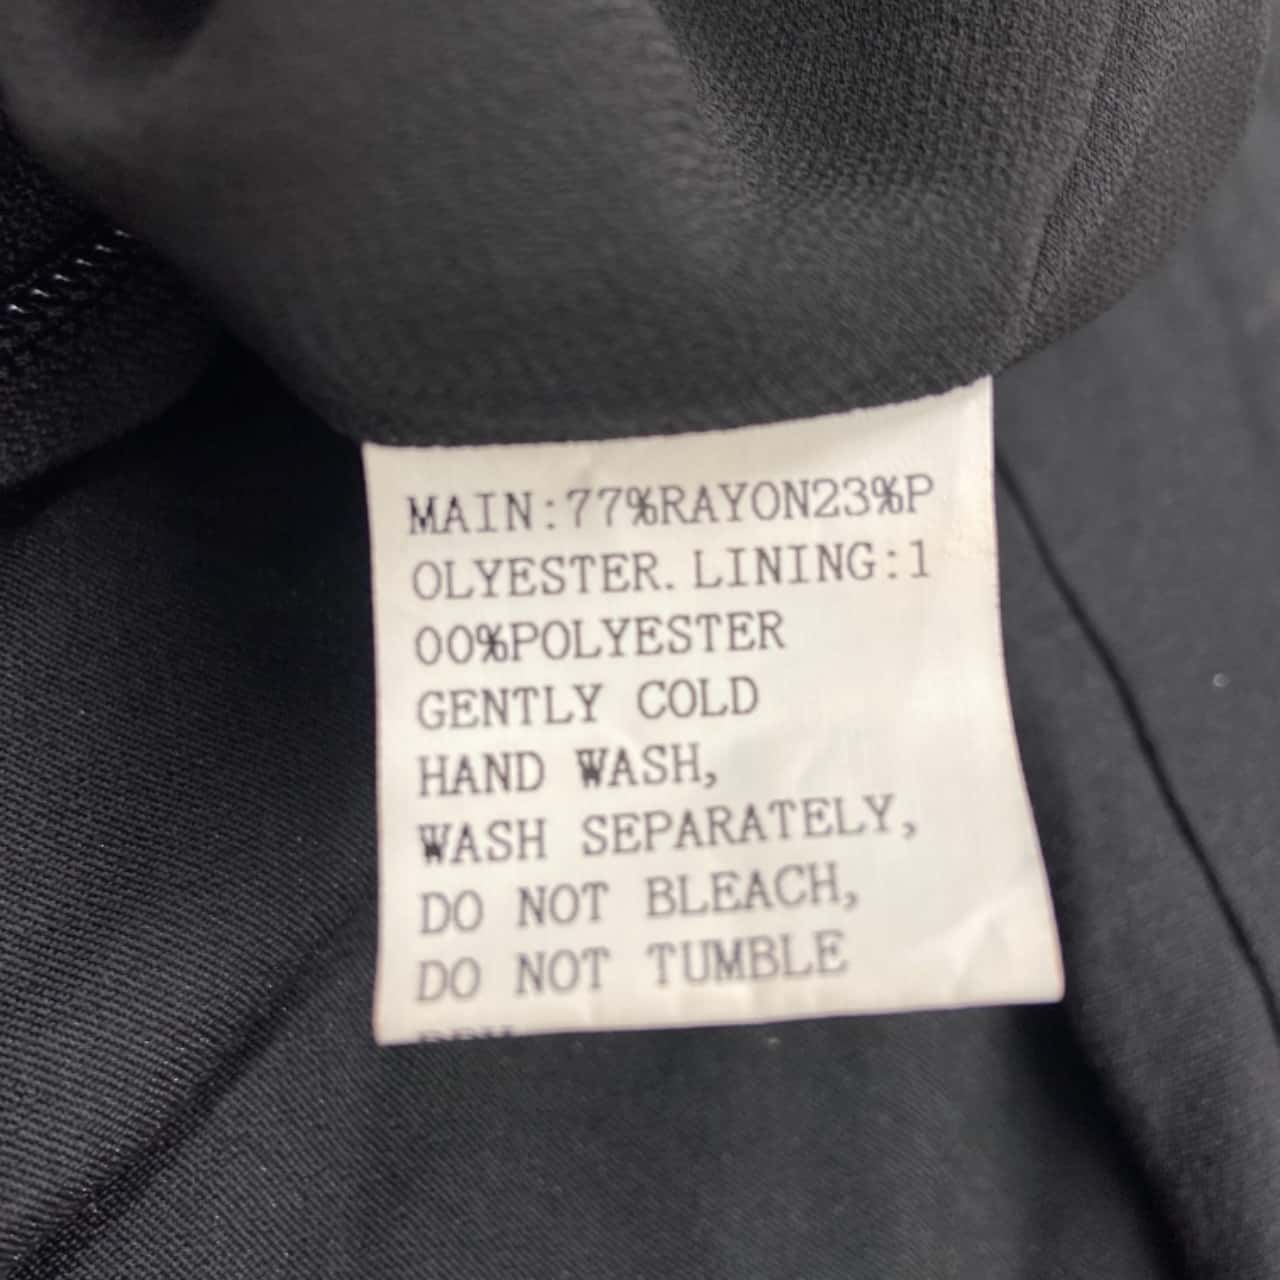 MAIN:77%RAYON23%P
OLYESTER.LINING:1
00%POLYESTER
GENTLY COLD
HAND WASH,
WASH SEPARATELY,
DO NOT BLEACH,
DO NOT TUMBLE